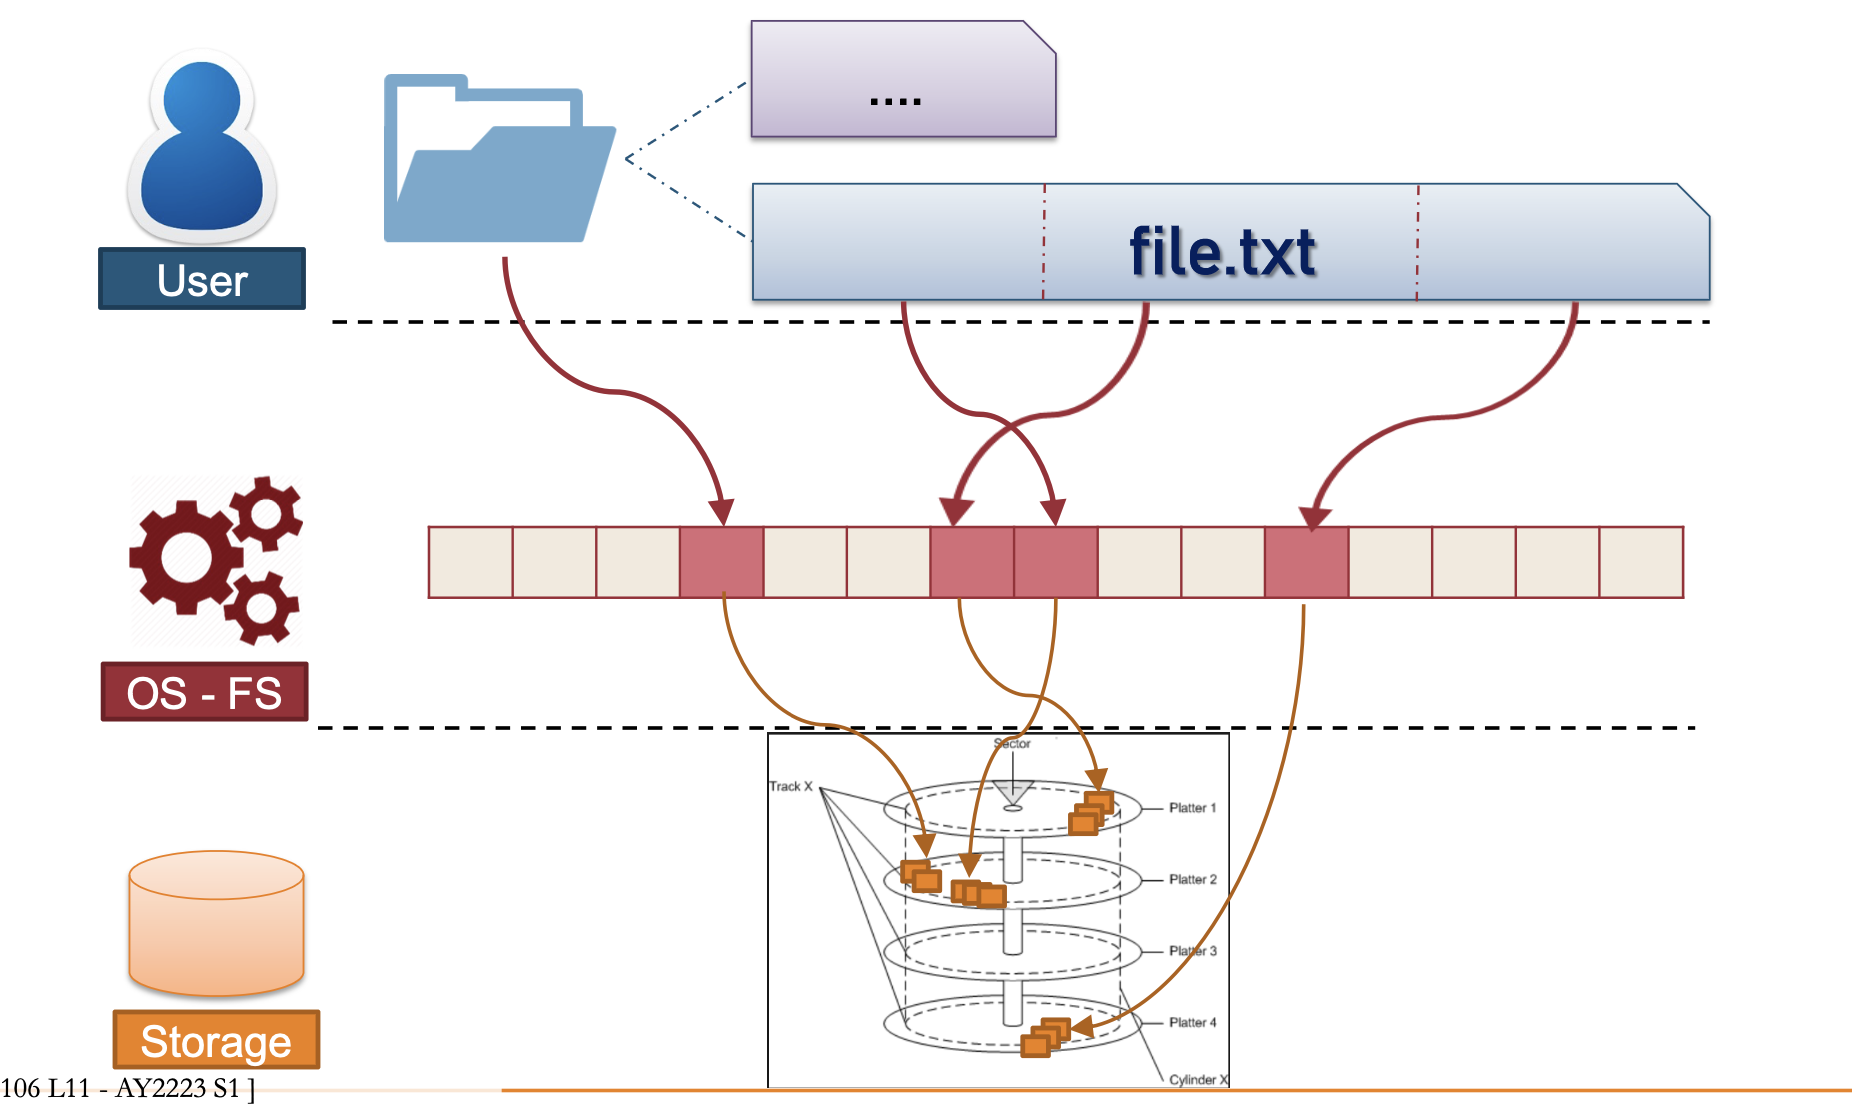 ....
file.txt
User
OS - FS
Sector
Track X
Platter 1
Platter 2
Platter 3
Platter 4
Storage
Cylinder X
106 L11 - AY2223 S1 ]